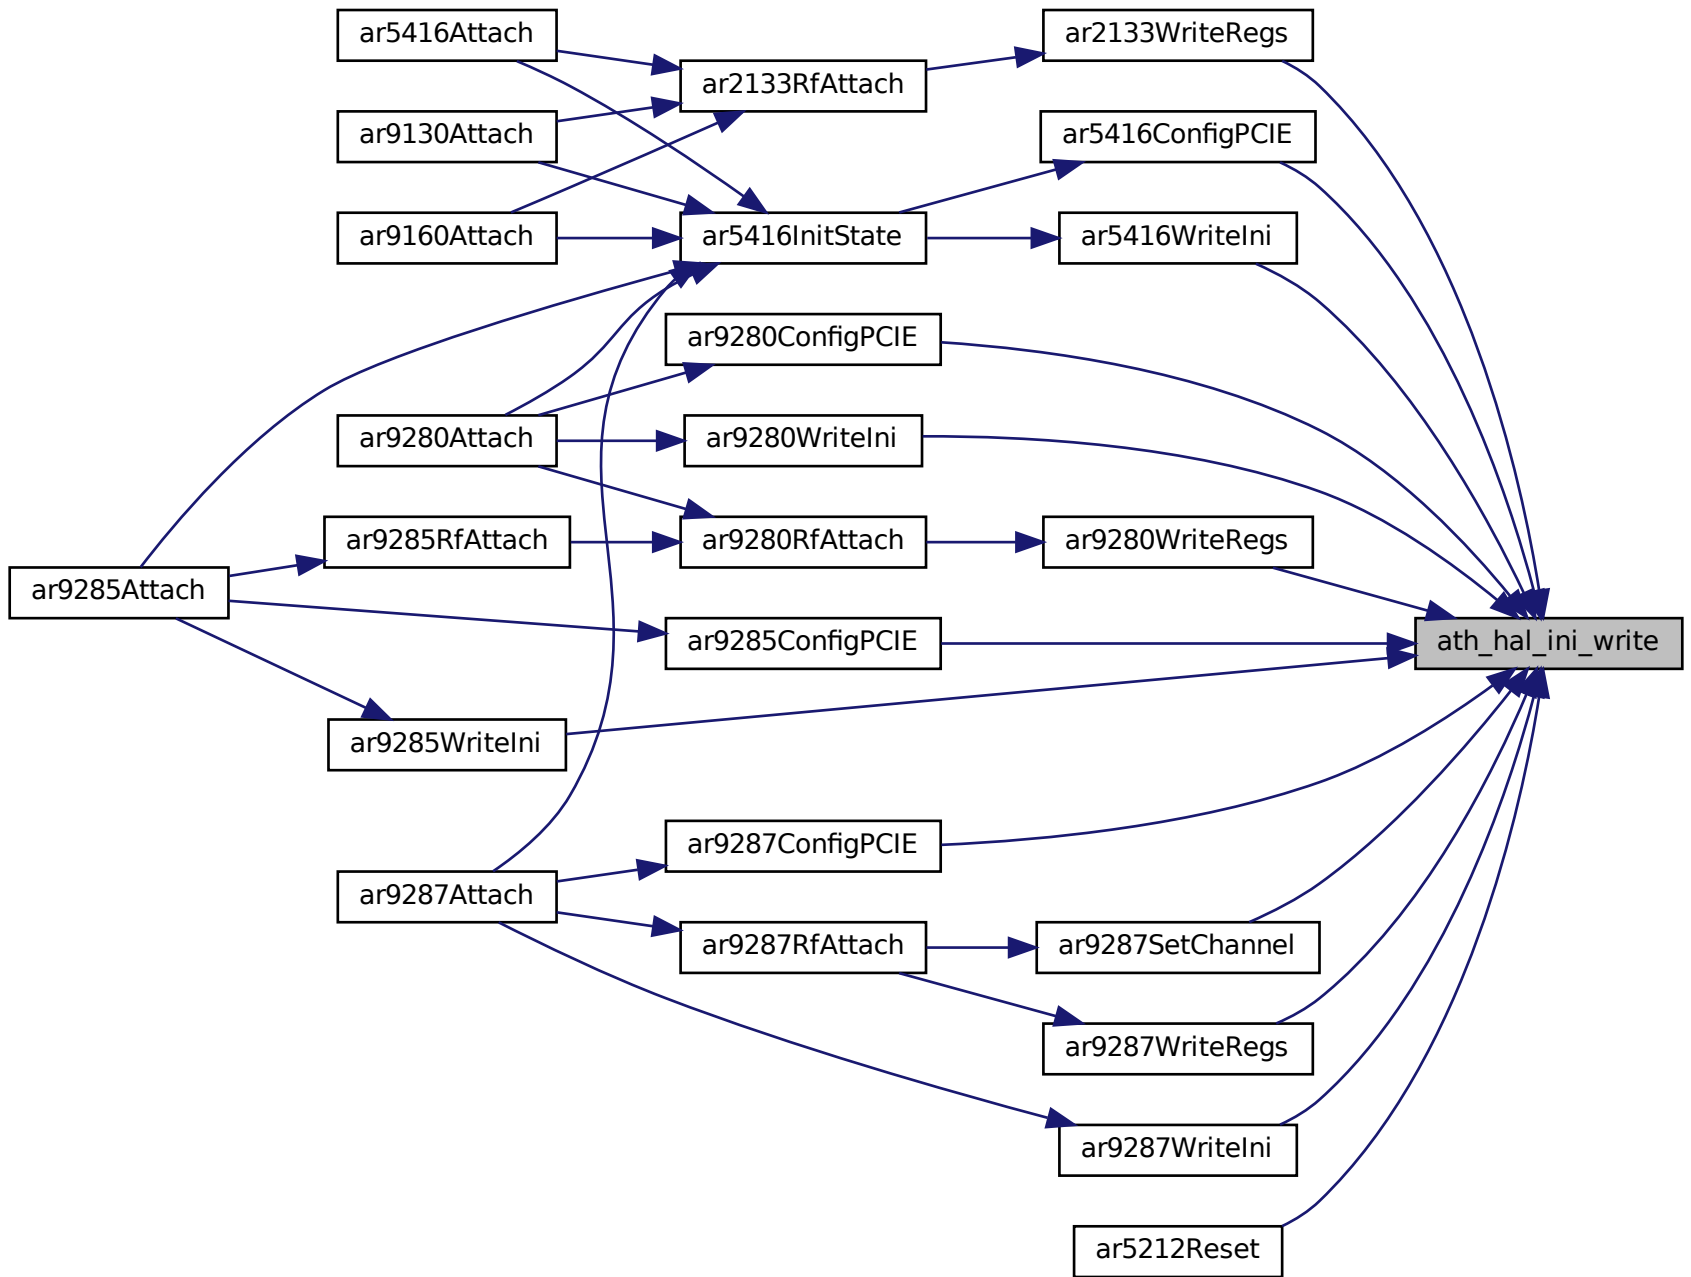 ar5416Attach
ar2133WriteRegs
ar2133RfAttach
ar9130Attach
ar5416ConfigPCIE
ar9160Attach
ar5416InitState
ar5416WriteIni
ar9280ConfigPCIE
ar9280Attach
ar9280WriteIni
ar9285RfAttach
ar9280RfAttach
ar9280WriteRegs
ar9285Attach
ar9285ConfigPCIE
ath_hal_ini_write
ar9285WriteIni
ar9287ConfigPCIE
ar9287Attach
ar9287RfAttach
ar9287SetChannel
ar9287WriteRegs
ar9287WriteIni
ar5212Reset